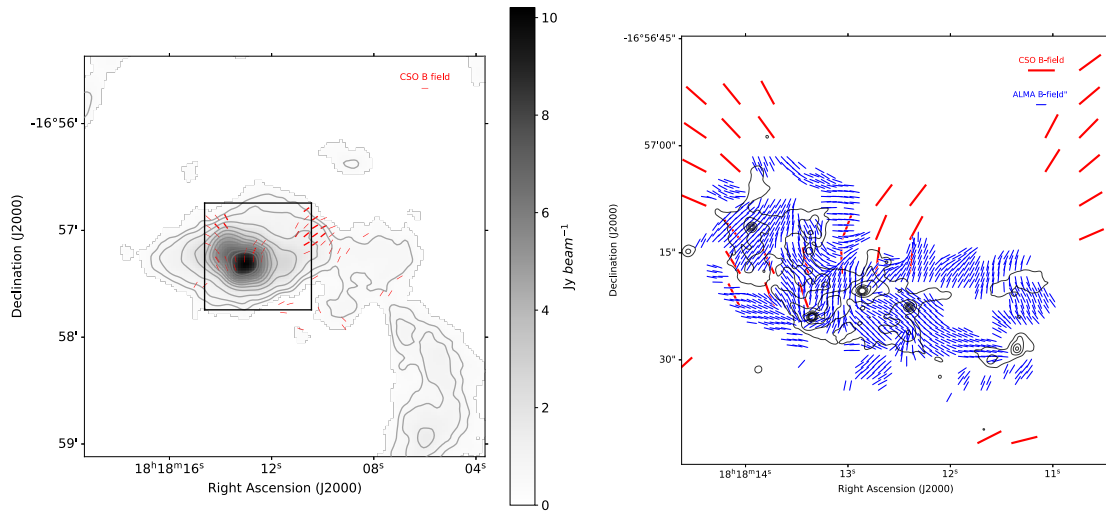 CSO B field
-16°56'
57'
58'
59'
Declination (J2000)
18ʰ18ᵐ16ˢ
12ˢ
08ˢ
04ˢ
Right Ascension (J2000)
10
8
6
4
2
0
Jy beam⁻¹
-16°56'45"
57'00"
15"
30"
Declination (J2000)
CSO B-field
ALMA B-field"
18ʰ18ᵐ14ˢ
13ˢ
12ˢ
11ˢ
Right Ascension (J2000)